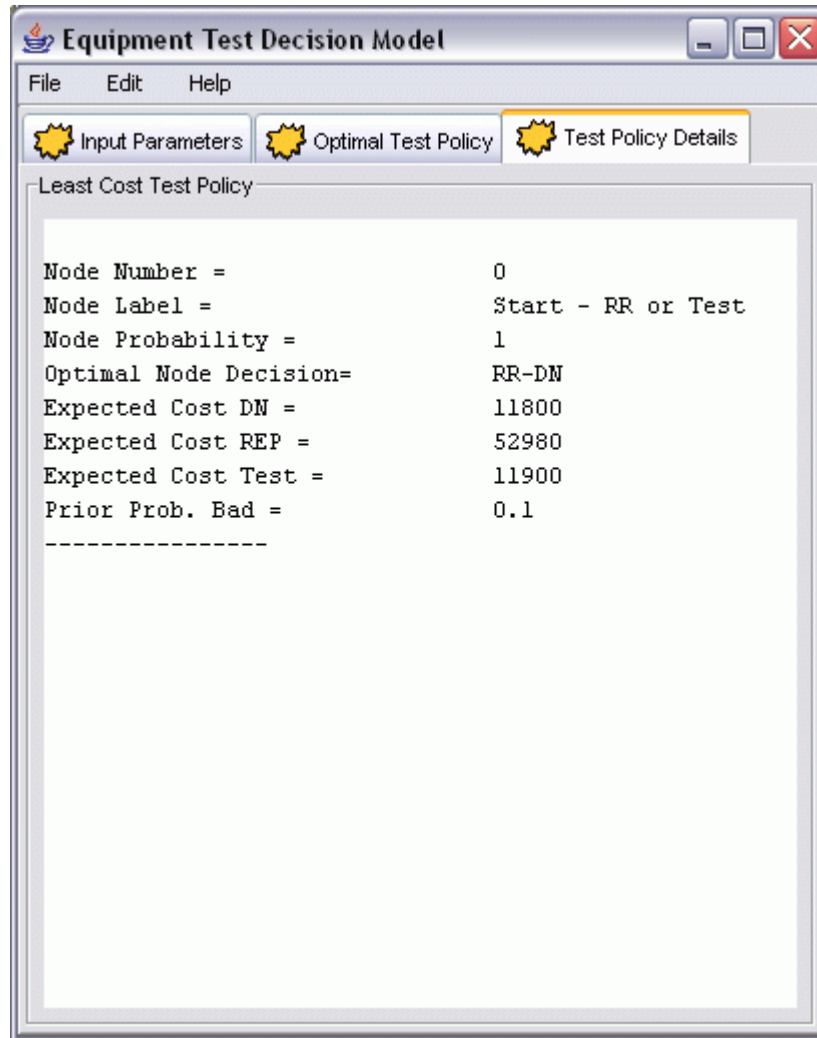 Equipment Test Decision Model
File Edit Help
Input Parameters Optimal Test Policy Test Policy Details
Least Cost Test Policy
Node Number = 0
Node Label = Start - RR or Test
Node Probability = 1
Optimal Node Decision= RR-DN
Expected Cost DN = 11800
Expected Cost REP = 52980
Expected Cost Test = 11900
Prior Prob. Bad = 0.1
----------------